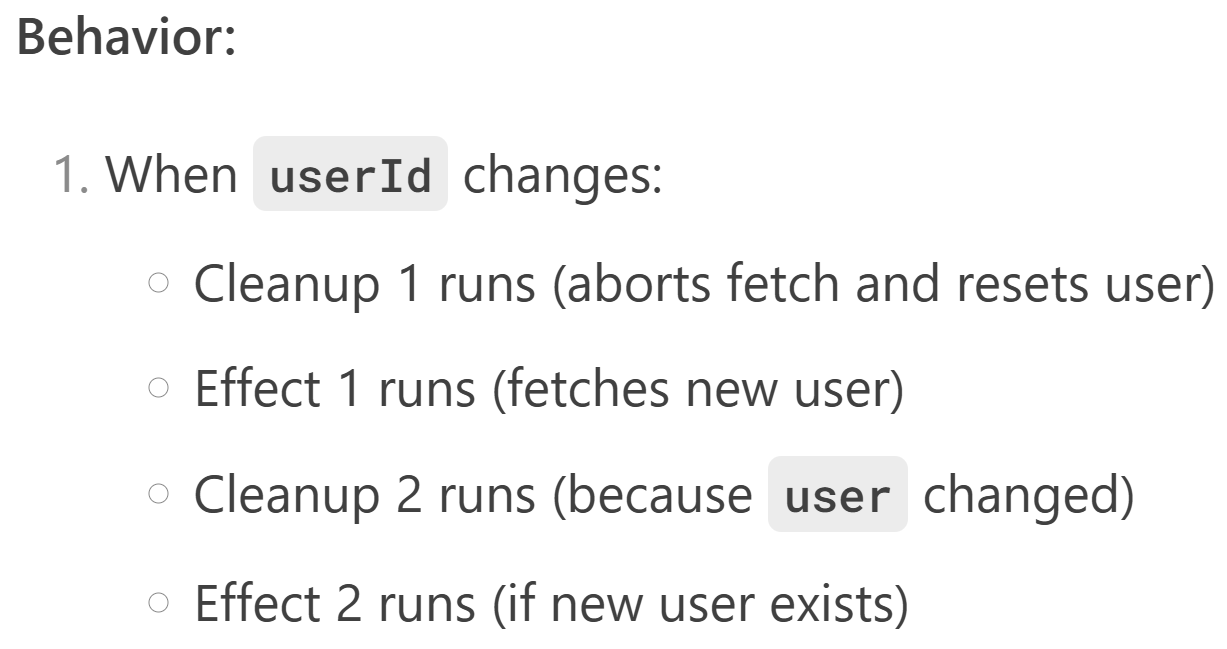 Behavior:
1. When userId changes:
○ Cleanup 1 runs (aborts fetch and resets user)
○ Effect 1 runs (fetches new user)
○ Cleanup 2 runs (because user changed)
○ Effect 2 runs (if new user exists)